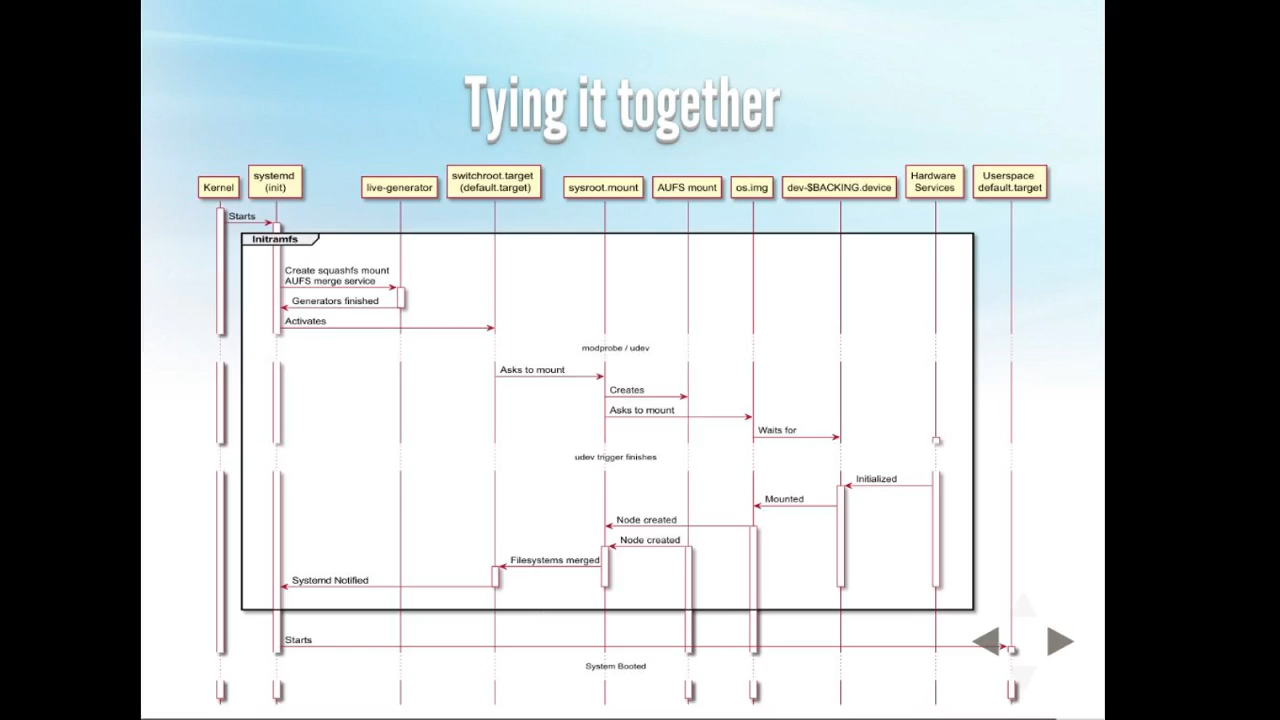 Tying it together
Kernel
systemd
(init)
live-generator
switchroot.target
(default.target)
sysroot.mount
AUFS mount
os.img
dev-$BACKING.device
Hardware
Services
Userspace
default.target
Starts
Initramfs
Create squashfs mount
AUFS merge service
Generators finished
Activates
modprobe / udev
Asks to mount
Creates
Asks to mount
Waits for
udev trigger finishes
Initialized
Mounted
Node created
Node created
Filesystems merged
Systemd Notified
Starts
System Booted